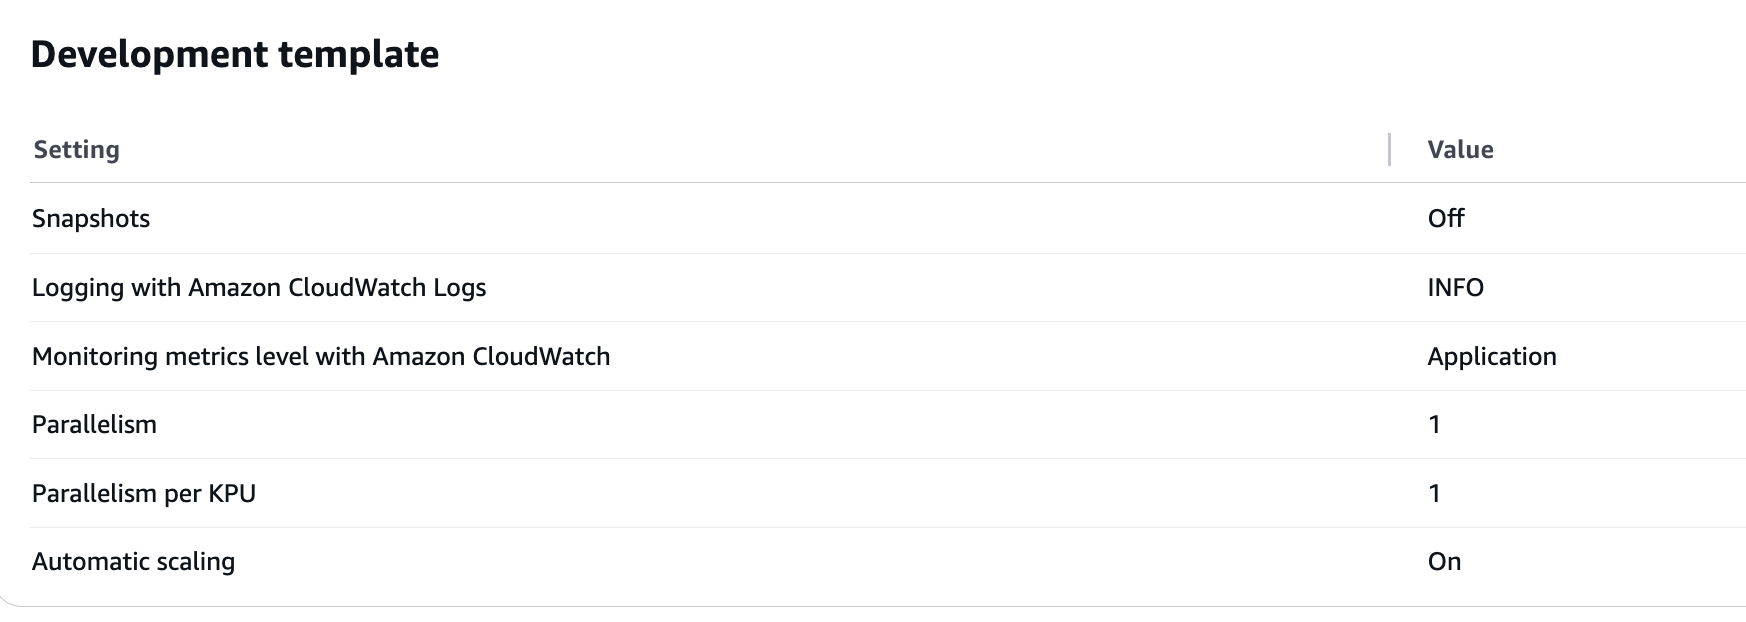 Development template
Setting Value
Snapshots Off
Logging with Amazon CloudWatch Logs INFO
Monitoring metrics level with Amazon CloudWatch Application
Parallelism 1
Parallelism per KPU 1
Automatic scaling On